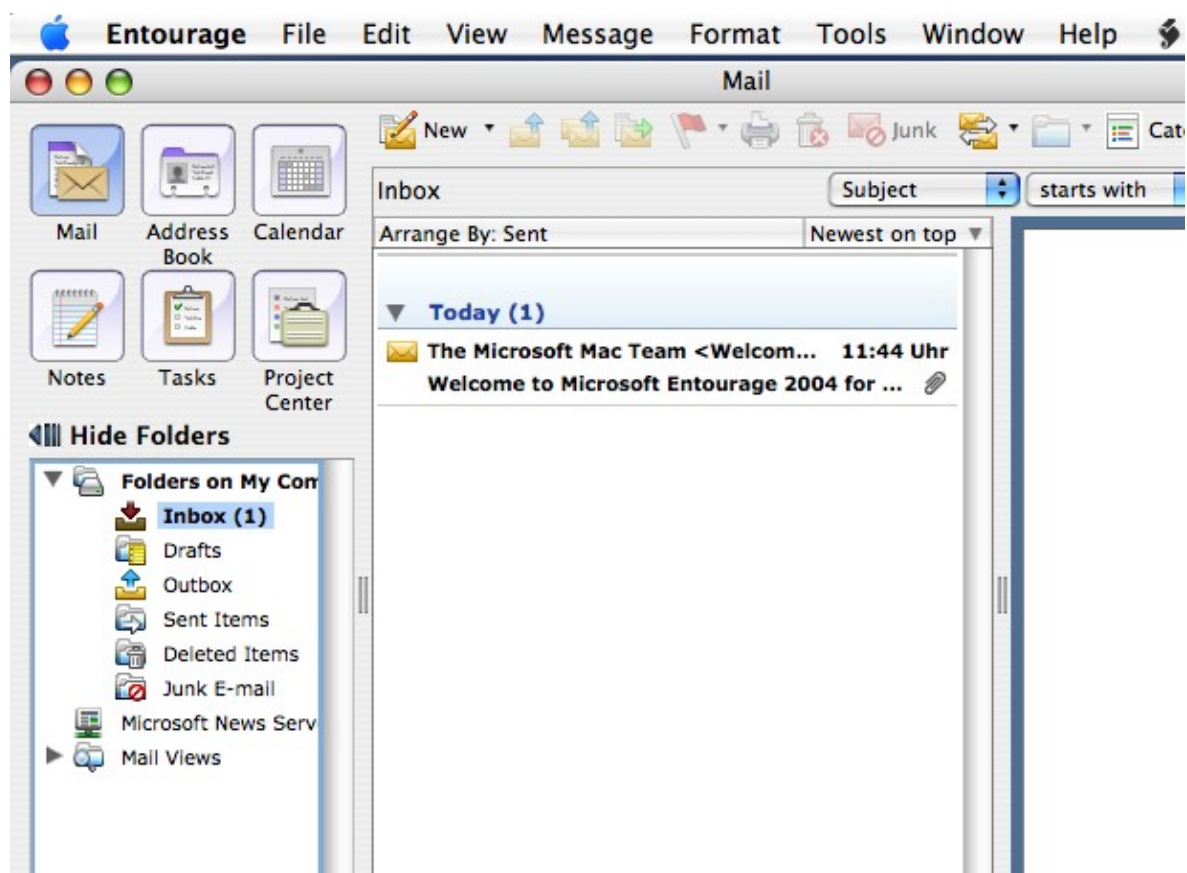 Entourage File Edit View Message Format Tools Window Help
Mail
New Junk Cat
Mail Address Book Calendar
Notes Tasks Project Center
Hide Folders
Folders on My Com
Inbox (1)
Drafts
Outbox
Sent Items
Deleted Items
Junk E-mail
Microsoft News Serv
Mail Views
Inbox Subject starts with
Arrange By: Sent Newest on top
Today (1)
The Microsoft Mac Team <Welcom... 11:44 Uhr
Welcome to Microsoft Entourage 2004 for ...